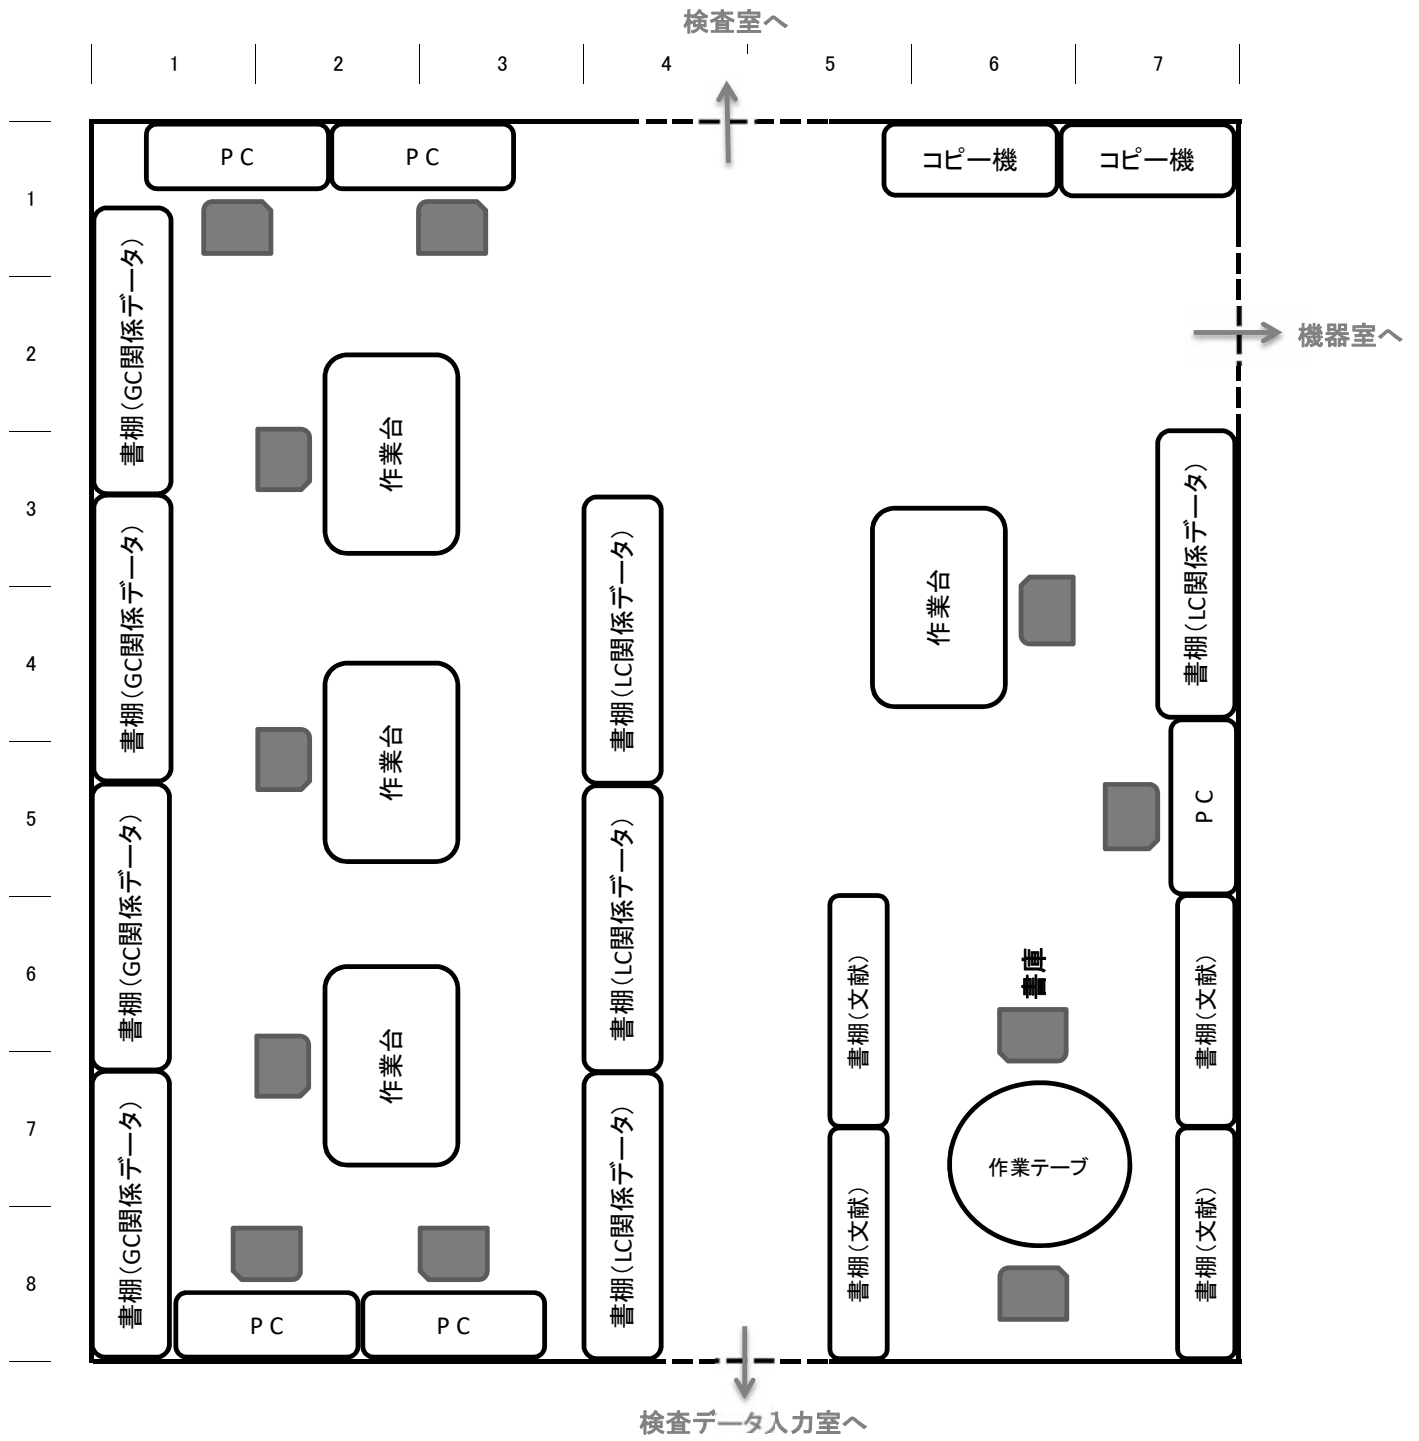 検査室へ
1
2
3
4
5
6
7
1
2
3
4
5
6
7
8
PC
PC
コピー機
コピー機
機器室へ
書棚(GC関係データ)
書棚(GC関係データ)
書棚(GC関係データ)
書棚(GC関係データ)
作業台
作業台
作業台
PC
PC
書棚(LC関係データ)
書棚(LC関係データ)
書棚(LC関係データ)
作業台
書棚(LC関係データ)
PC
書棚(文献)
書棚(文献)
書庫
作業テーブ
書棚(文献)
書棚(文献)
検査データ入力室へ